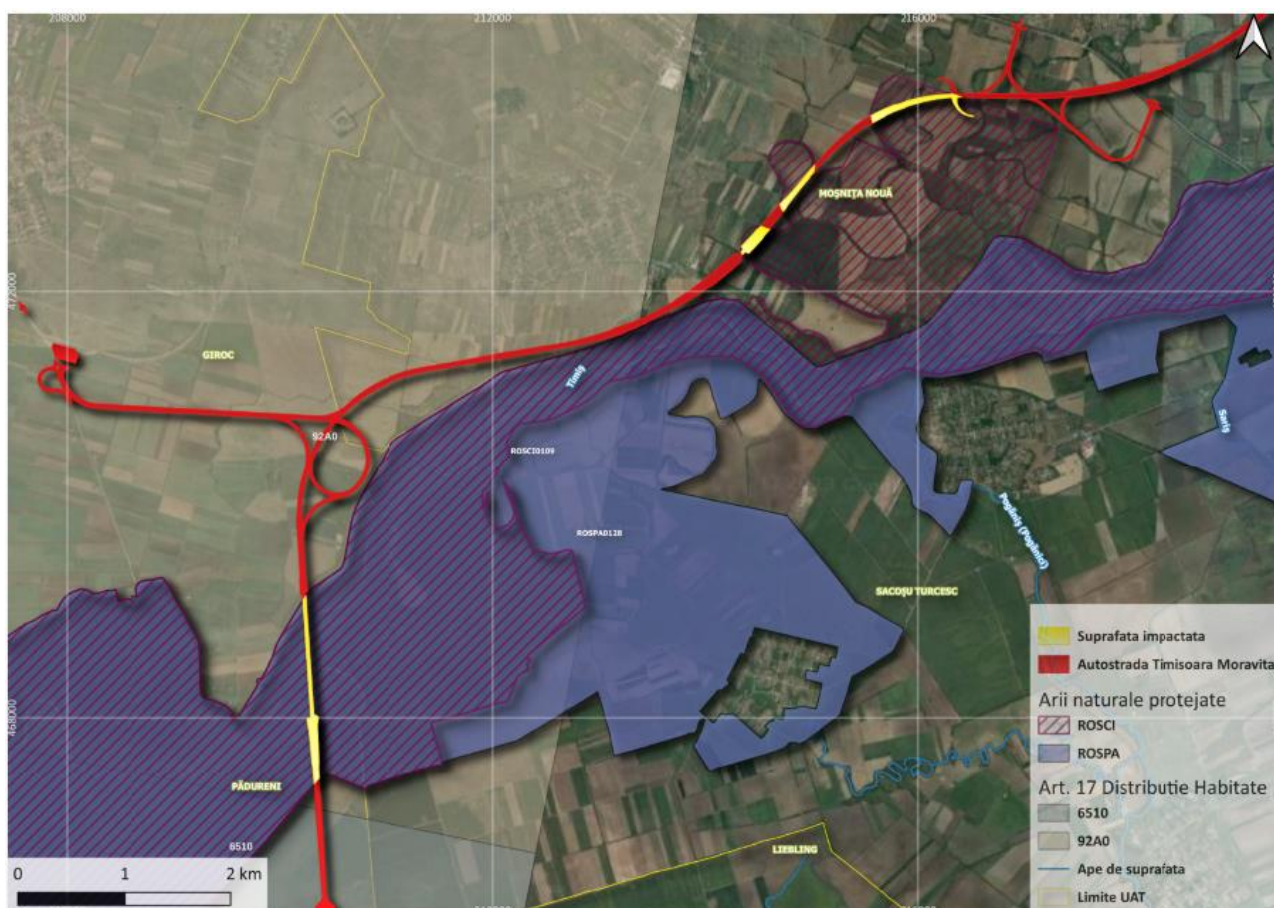 208000
212000
216000
MOȘNIȚA NOUĂ
472000
GIROC
Timiș
92A0
ROSCI0109
ROSPA0128
Sariș
Pogăniș (Pogănici)
SACOȘU TURCESC
468000
PĂDURENI
6510
LIEBLING
0 1 2 km
Suprafata impactata
Autostrada Timisoara Moravita
Arii naturale protejate
ROSCI
ROSPA
Art. 17 Distributie Habitate
6510
92A0
Ape de suprafata
Limite UAT